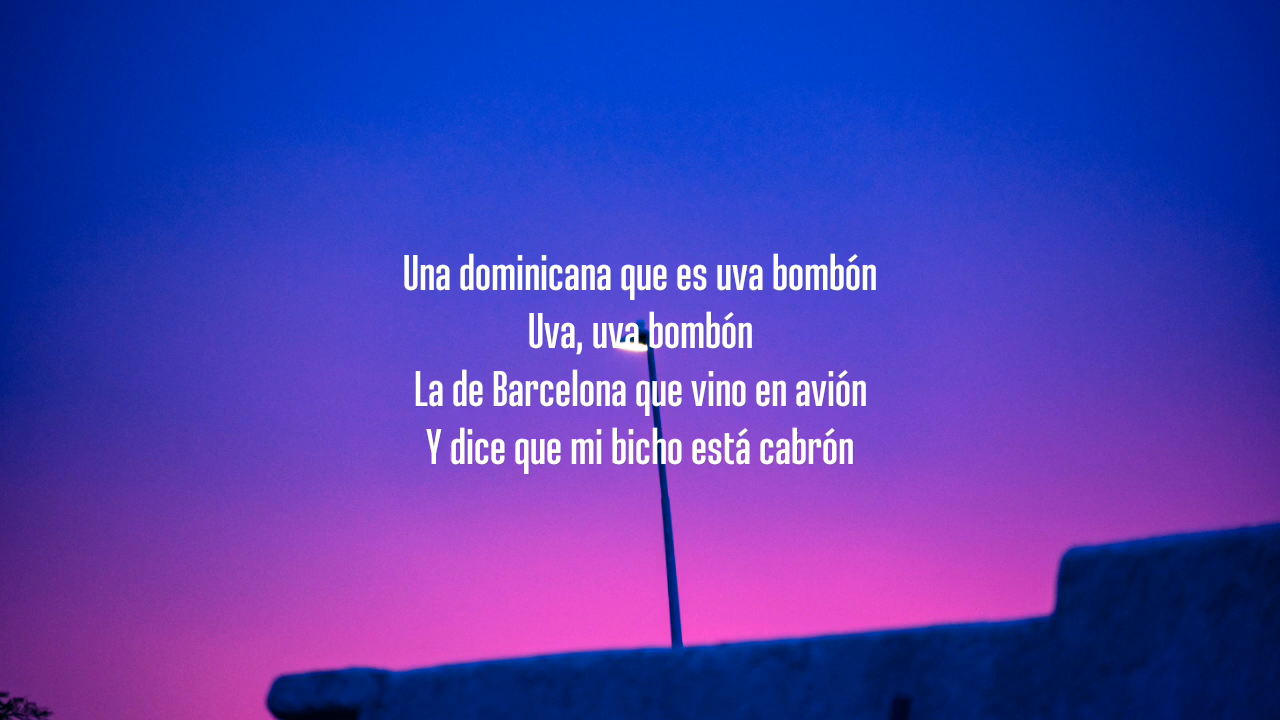 Una dominicana que es uva bombón
Uva, uva bombón
La de Barcelona que vino en avión
Y dice que mi bicho está cabrón